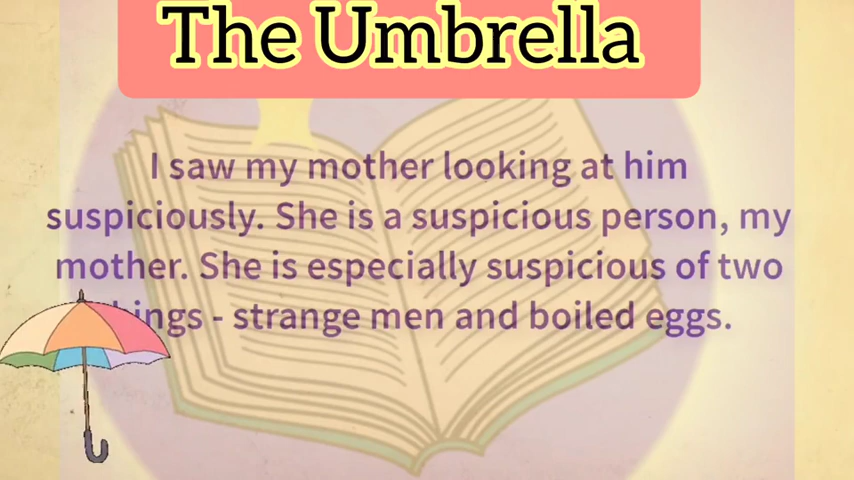 The Umbrella
I saw my mother looking at him
suspiciously. She is a suspicious person, my
mother. She is especially suspicious of two
things - strange men and boiled eggs.